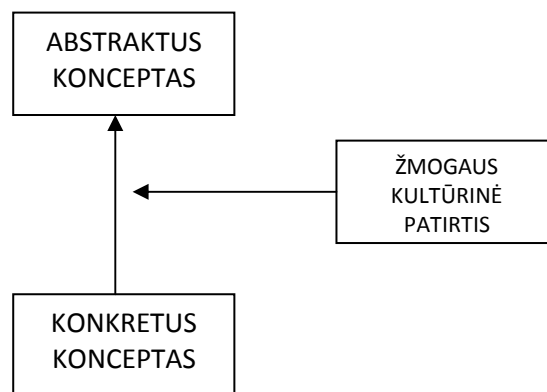 ABSTRAKTUS
KONCEPTAS
ŽMOGAUS
KULTŪRINĖ
PATIRTIS
KONKRETUS
KONCEPTAS